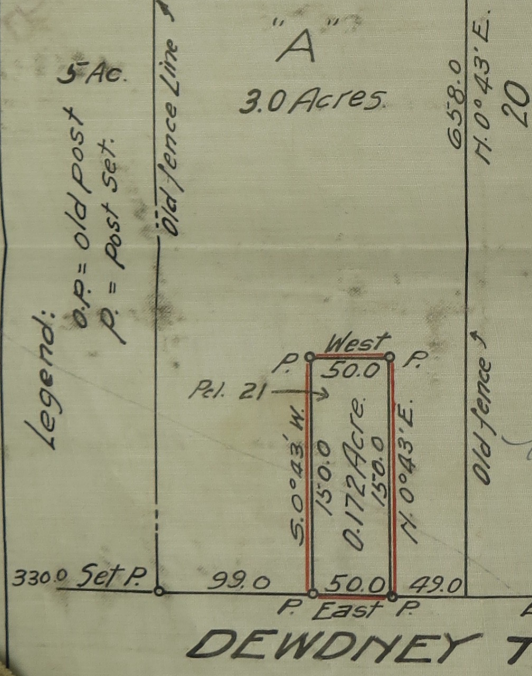 "A"
5 Ac.
3.0 Acres.
Old fence Line
658.0
N. 0° 43' E.
20
Legend:
O.P. = Old Post
P. = Post Set.
West
P. 50.0 P.
Pcl. 21
S. 0° 43' W.
150.0
0.172 Acre.
150.0
N. 0° 43' E.
Old fence
330.0 Set P. 99.0 50.0 49.0
P. East P.
DEWDNEY T